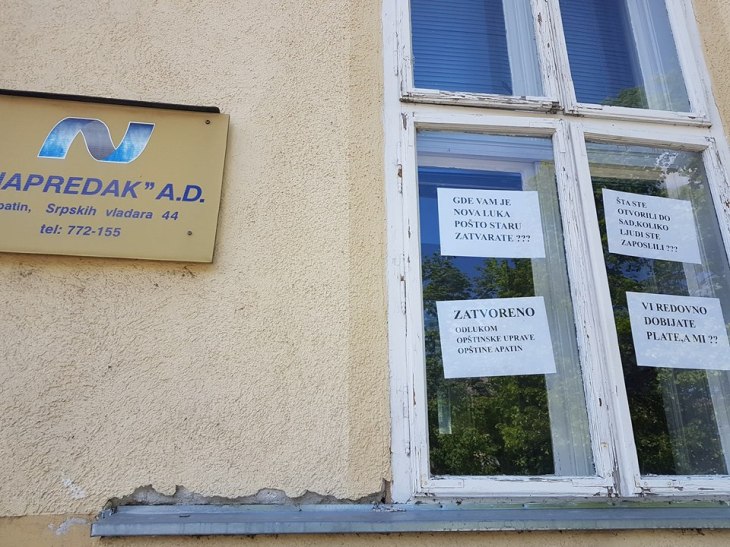 NAPREDAK" A.D.
patin, Srpskih vladara 44
tel: 772-155
GDE VAM JE
NOVA LUKA
POŠTO STARU
ZATVARATE ???
ŠTA STE
OTVORILI DO
SAD,KOLIKO
LJUDI STE
ZAPOSLILI ???
ZATVORENO
ODLUKOM
OPŠTINSKE UPRAVE
OPŠTINE APATIN
VI REDOVNO
DOBIJATE
PLATE,A MI ??